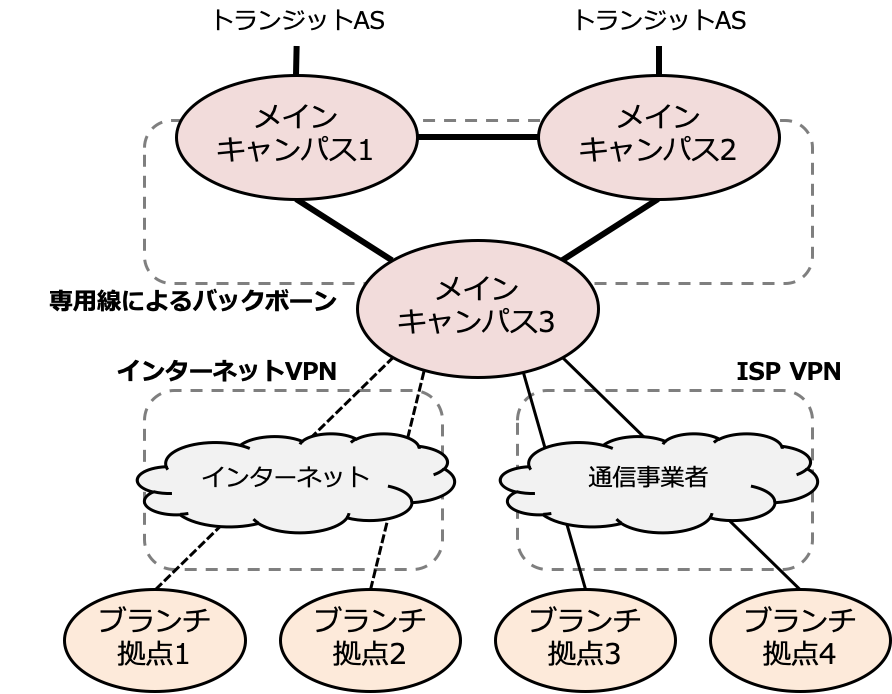 トランジットAS
トランジットAS
メイン
キャンパス1
メイン
キャンパス2
メイン
キャンパス3
専用線によるバックボーン
インターネットVPN
ISP VPN
インターネット
通信事業者
ブランチ
拠点1
ブランチ
拠点2
ブランチ
拠点3
ブランチ
拠点4